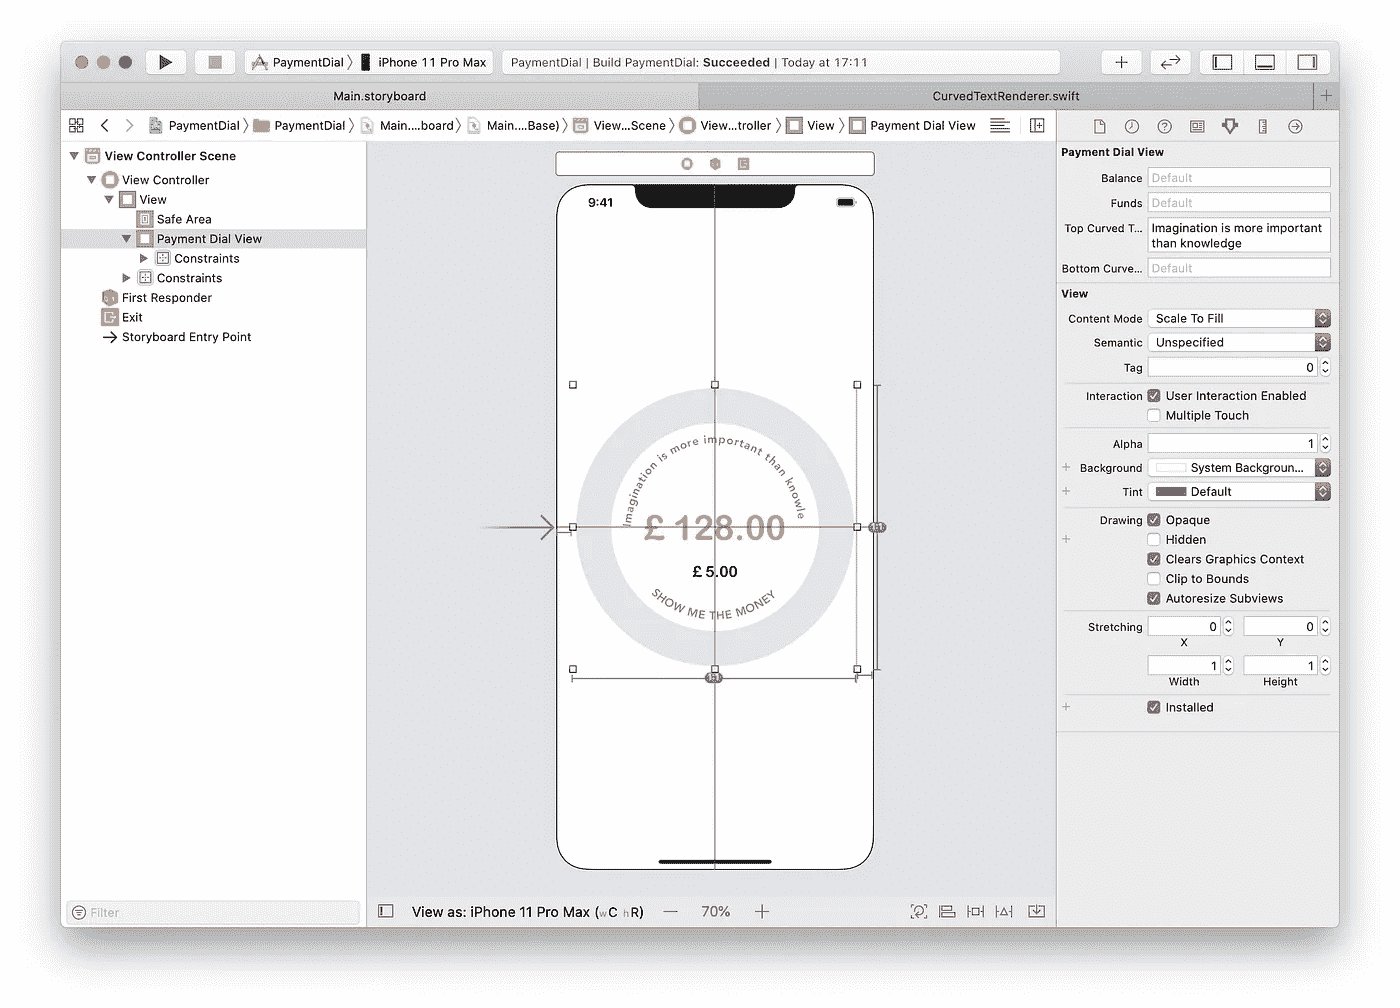 PaymentDial 〉 iPhone 11 Pro Max
PaymentDial | Build PaymentDial: Succeeded | Today at 17:11
Main.storyboard
CurvedTextRenderer.swift
PaymentDial 〉 PaymentDial 〉 Main....board 〉 Main....Base) 〉 View...Scene 〉 View...troller 〉 View 〉 Payment Dial View
View Controller Scene
View Controller
View
Safe Area
Payment Dial View
Constraints
Constraints
First Responder
Exit
Storyboard Entry Point
Filter
9:41
Imagination is more important than knowle
£ 128.00
£ 5.00
SHOW ME THE MONEY
View as: iPhone 11 Pro Max (wC hR)
70%
Payment Dial View
Balance Default
Funds Default
Top Curved T... Imagination is more important
than knowledge
Bottom Curve... Default
View
Content Mode Scale To Fill
Semantic Unspecified
Tag 0
Interaction User Interaction Enabled
Multiple Touch
Alpha 1
Background System Backgroun...
Tint Default
Drawing Opaque
Hidden
Clears Graphics Context
Clip to Bounds
Autoresize Subviews
Stretching 0 0
X Y
1 1
Width Height
Installed